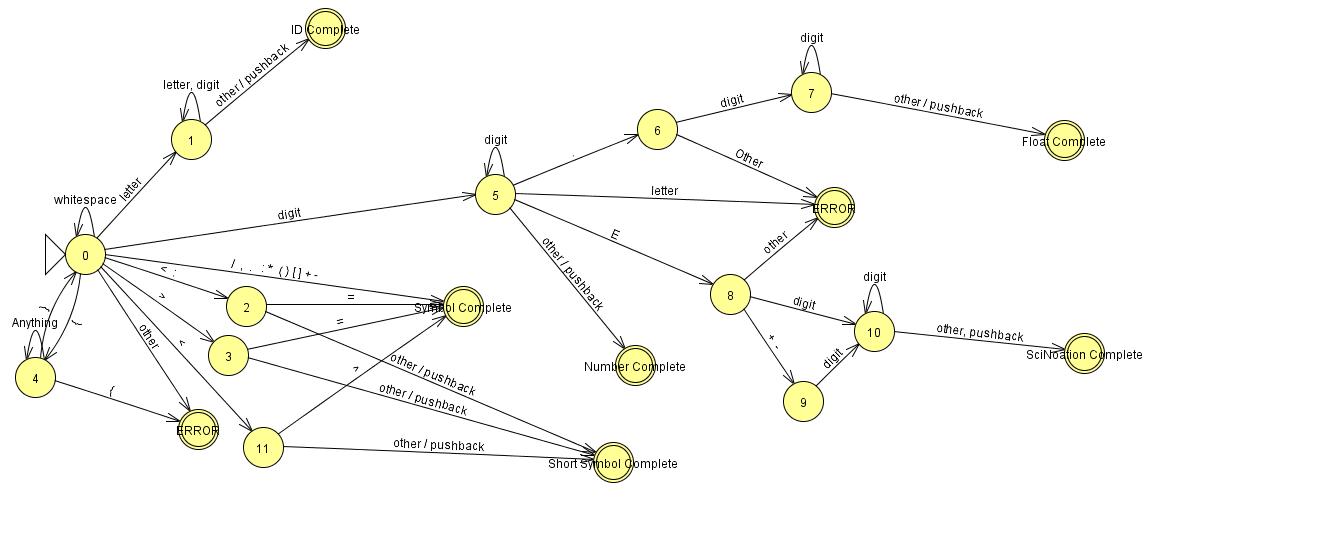 ID Complete
digit
letter, digit
other / pushback
7
other / pushback
digit
6
digit
1
Float Complete
Other
letter
5
letter
whitespace
digit
ERROR
.
E
other
0
< :
/ , . : * ( ) [ ] + -
other / pushback
digit
8
digit
>
2
=
Symbol Complete
other, pushback
10
}
{
Anything
other
=
+ -
digit
3
other / pushback
SciNoation Complete
Number Complete
4
{
other / pushback
9
ERROR
11
other / pushback
Short Symbol Complete